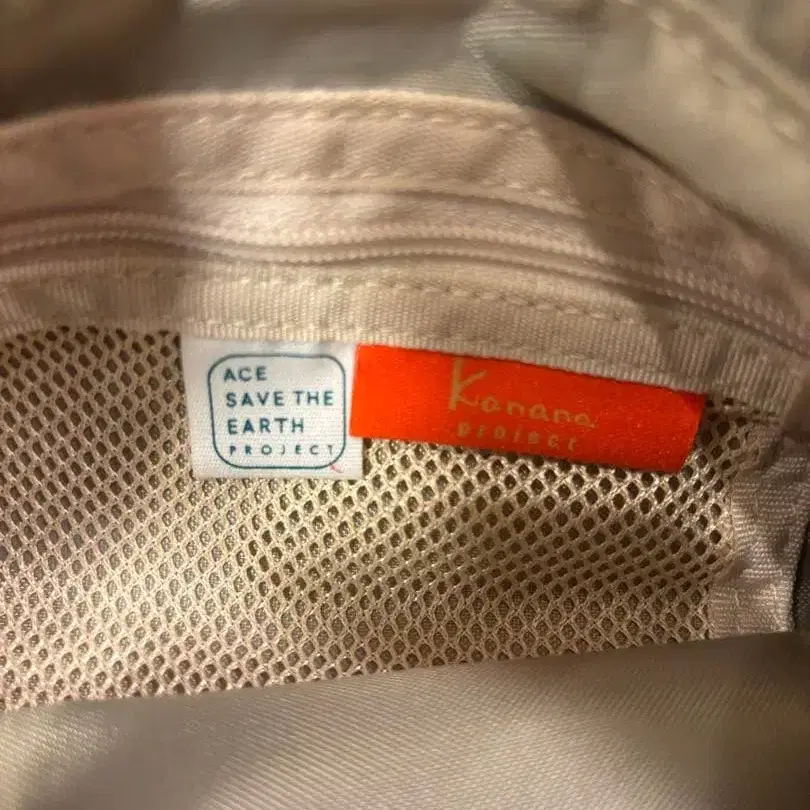 ACE
SAVE THE
EARTH
PROJECT
Kanana
project